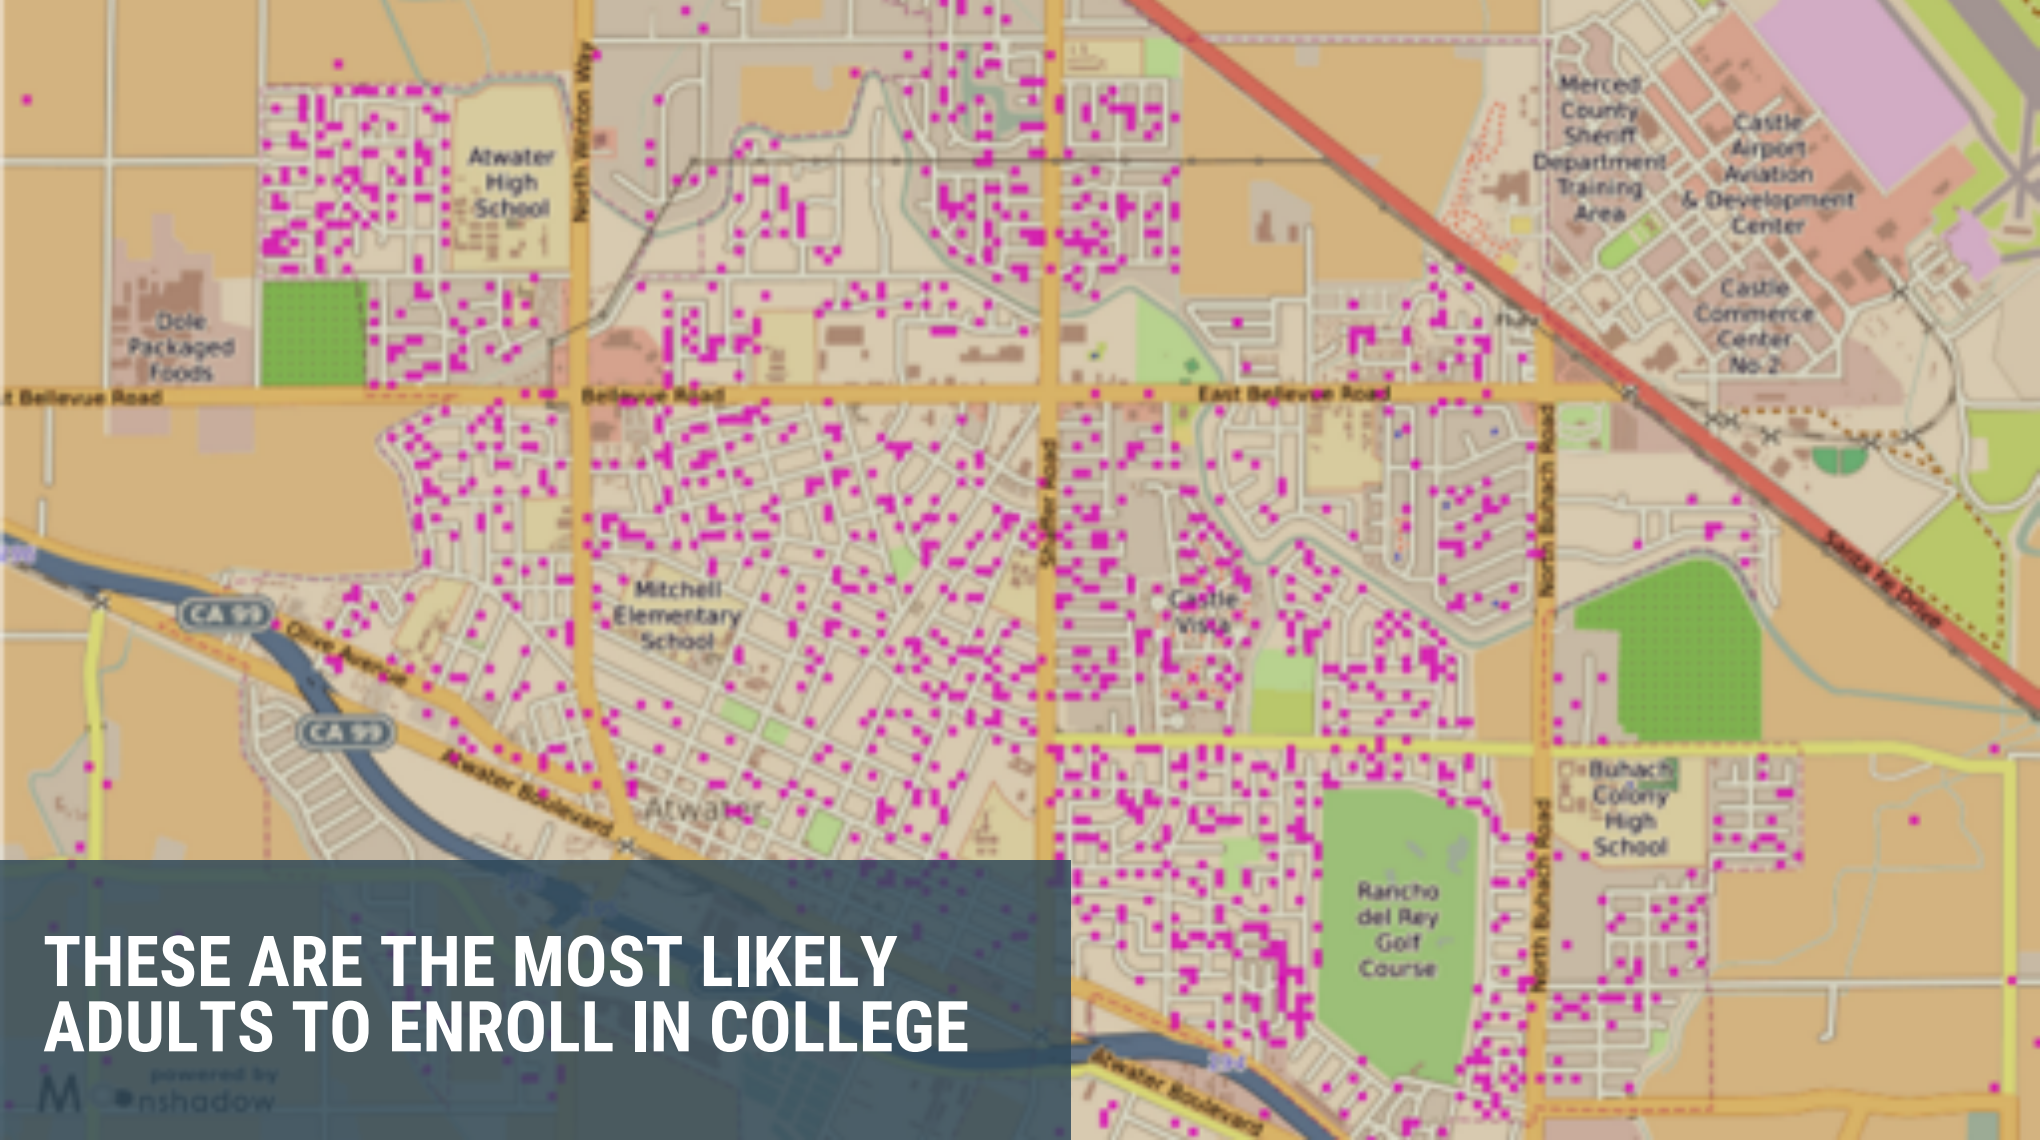 North Winton Way
Atwater
High
School
Merced
County
Sheriff
Department
Training
Area
Castle
Airport
Aviation
& Development
Center
Castle
Commerce
Center
No 2
Dole
Packaged
Foods
t Bellevue Road
Bellevue Road
East Bellevue Road
Shaffer Road
North Buhach Road
Santa Fe Drive
CA 99
Olive Avenue
Mitchell
Elementary
School
Castle
Vista
CA 99
Atwater Boulevard
Atwater
Buhach
Colony
High
School
North Buhach Road
Rancho
del Rey
Golf
Course
Atwater Boulevard
THESE ARE THE MOST LIKELY
ADULTS TO ENROLL IN COLLEGE
powered by
M nshadow